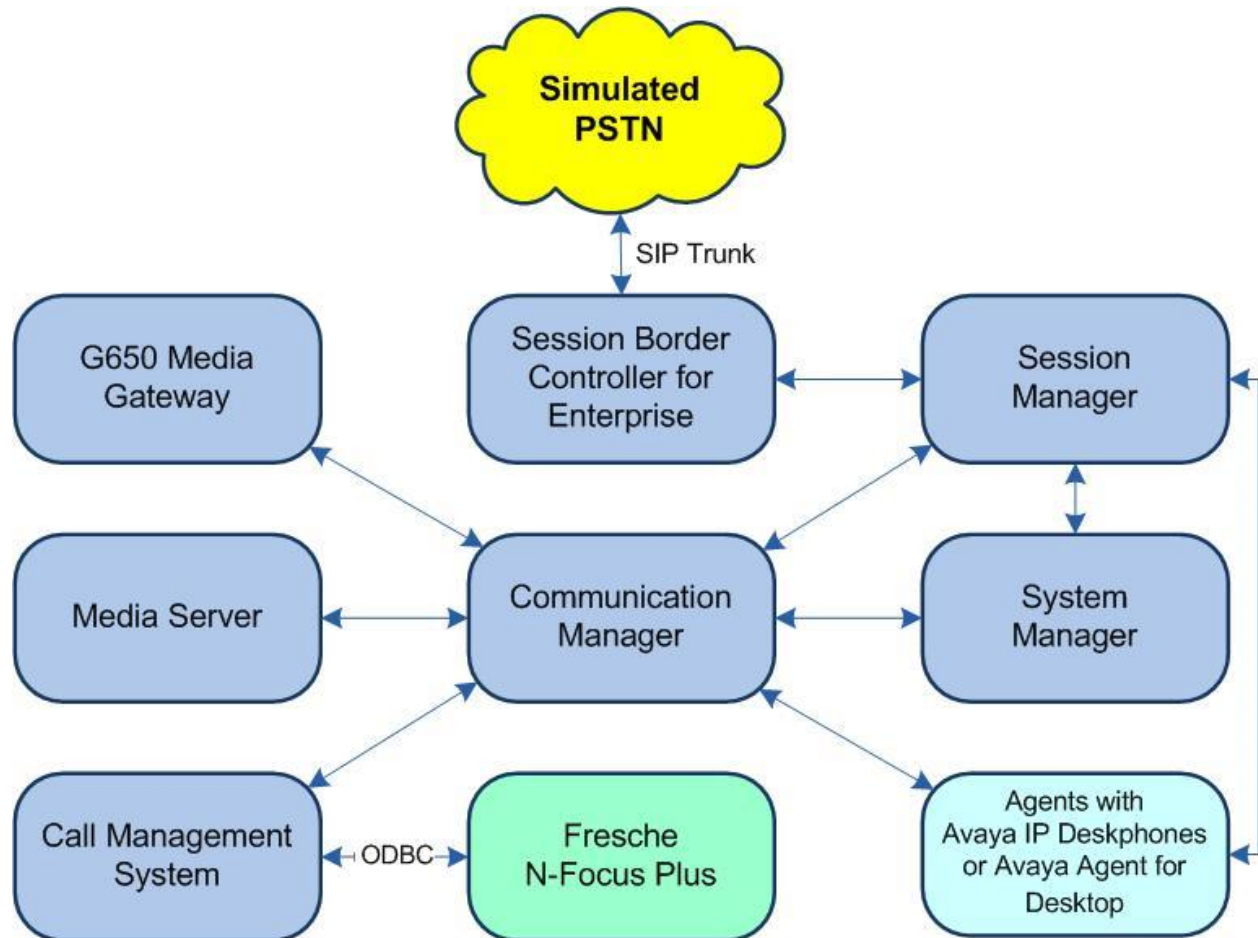 Simulated
PSTN
SIP Trunk
G650 Media
Gateway
Session Border
Controller for
Enterprise
Session
Manager
Media Server
Communication
Manager
System
Manager
Call Management
System
ODBC
Fresche
N-Focus Plus
Agents with
Avaya IP Deskphones
or Avaya Agent for
Desktop